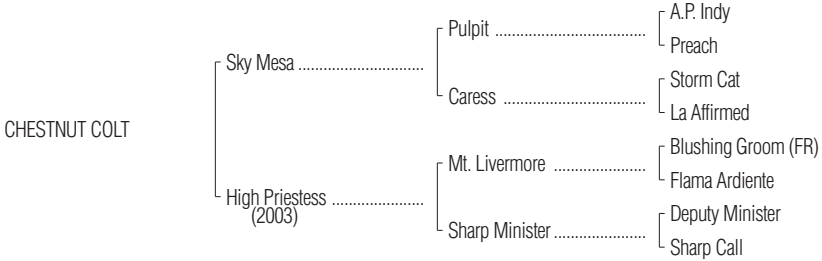 A.P. Indy
Pulpit ....................................
Preach
Sky Mesa ..............................
Storm Cat
Caress ..................................
La Affirmed
CHESTNUT COLT
Blushing Groom (FR)
Mt. Livermore ......................
Flama Ardiente
High Priestess ......................
(2003)
Deputy Minister
Sharp Minister ......................
Sharp Call